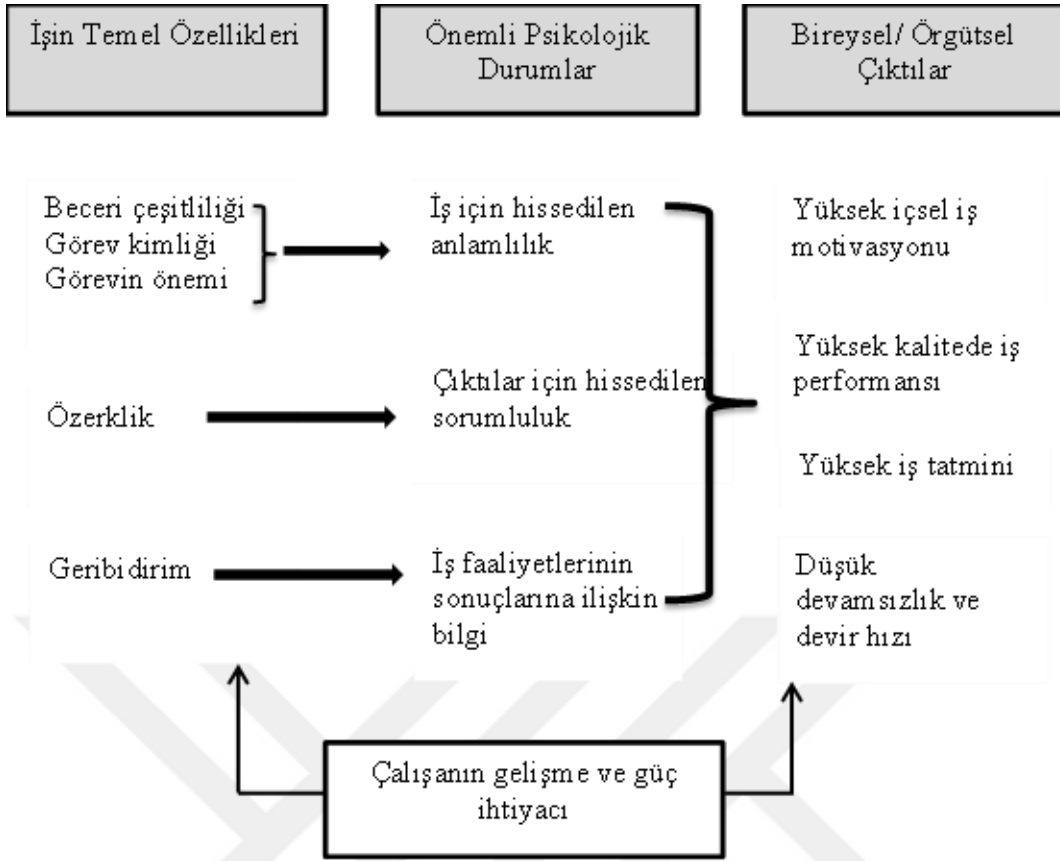 İşin Temel Özellikleri
Önemli Psikolojik
Durumlar
Bireysel/ Örgütsel
Çıktılar
Beceri çeşitliliği
Görev kimliği
Görevin önemi
İş için hissedilen
anlamlılık
Yüksek içsel iş
motivasyonu
Özerklik
Çıktılar için hissedilen
sorumluluk
Yüksek kalitede iş
performansı
Yüksek iş tatmini
Geribidirim
İş faaliyetlerinin
sonuçlarına ilişkin
bilgi
Düşük
devamsızlık ve
devir hızı
Çalışanın gelişme ve güç
ihtiyacı